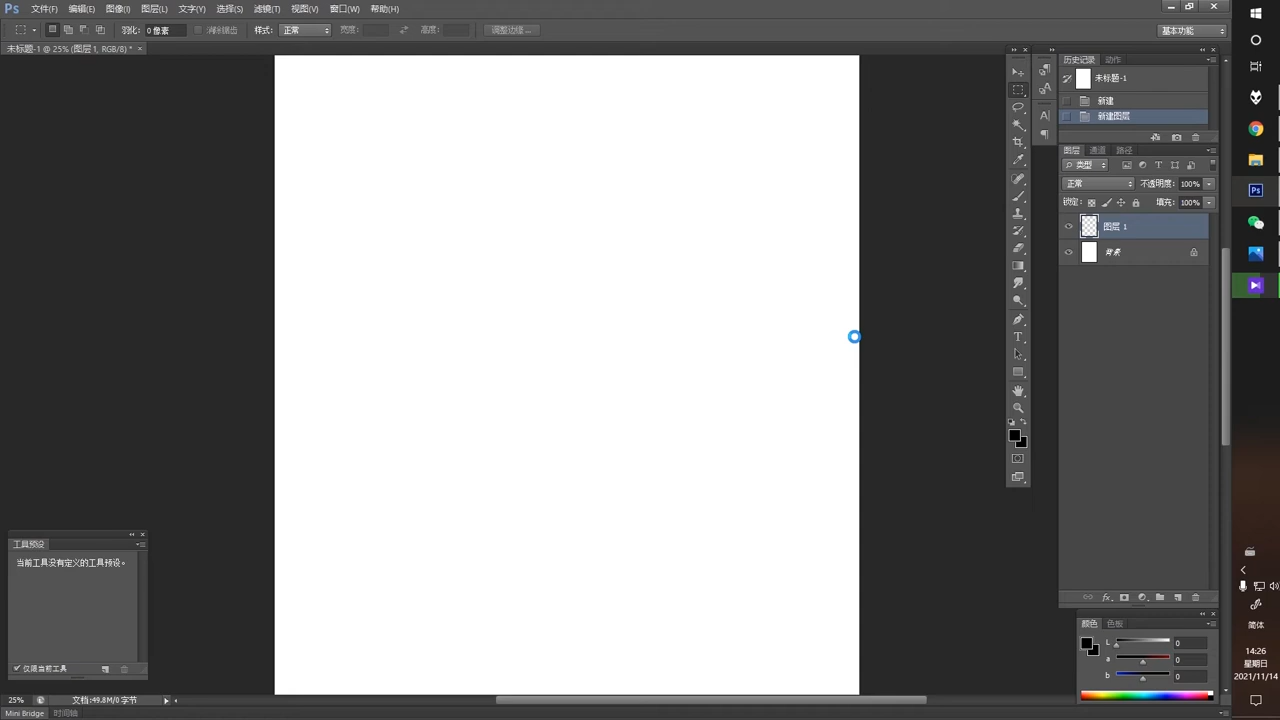 Ps 文件(F) 编辑(E) 图像(I) 图层(L) 文字(Y) 选择(S) 滤镜(T) 视图(V) 窗口(W) 帮助(H)
羽化: 0 像素 消除锯齿 样式: 正常 宽度: 高度: 调整边缘... 基本功能
未标题-1 @ 25% (图层 1, RGB/8) * ×
历史记录 动作
未标题-1
新建
新建图层
图层 通道 路径
类型
正常 不透明度: 100%
锁定: 填充: 100%
图层 1
背景
工具预设
当前工具没有定义的工具预设。
仅限当前工具
颜色 色板
L 0
a 0
b 0
25% 文档:49.8M/0 字节
Mini Bridge 时间轴
Ps
简体
14:26
星期日
2021/11/14